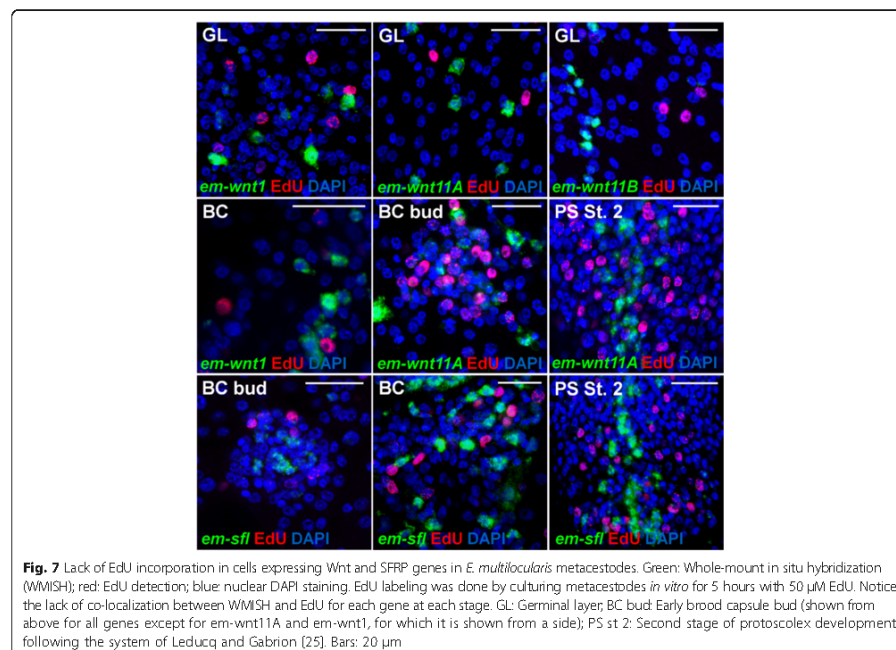 GL
GL
GL
em-wnt1 EdU DAPI
em-wnt11A EdU DAPI
em-wnt11B EdU DAPI
BC
BC bud
PS St. 2
em-wnt1 EdU DAPI
em-wnt11A EdU DAPI
em-wnt11A EdU DAPI
BC bud
BC
PS St. 2
em-sfl EdU DAPI
em-sfl EdU DAPI
em-sfl EdU DAPI
Fig. 7 Lack of EdU incorporation in cells expressing Wnt and SFRP genes in E. multilocularis metacestodes. Green: Whole-mount in situ hybridization
(WMISH); red: EdU detection; blue: nuclear DAPI staining. EdU labeling was done by culturing metacestodes in vitro for 5 hours with 50 μM EdU. Notice
the lack of co-localization between WMISH and EdU for each gene at each stage. GL: Germinal layer; BC bud: Early brood capsule bud (shown from
above for all genes except for em-wnt11A and em-wnt1, for which it is shown from a side); PS st 2: Second stage of protoscolex development
following the system of Leducq and Gabrion [25]. Bars: 20 μm